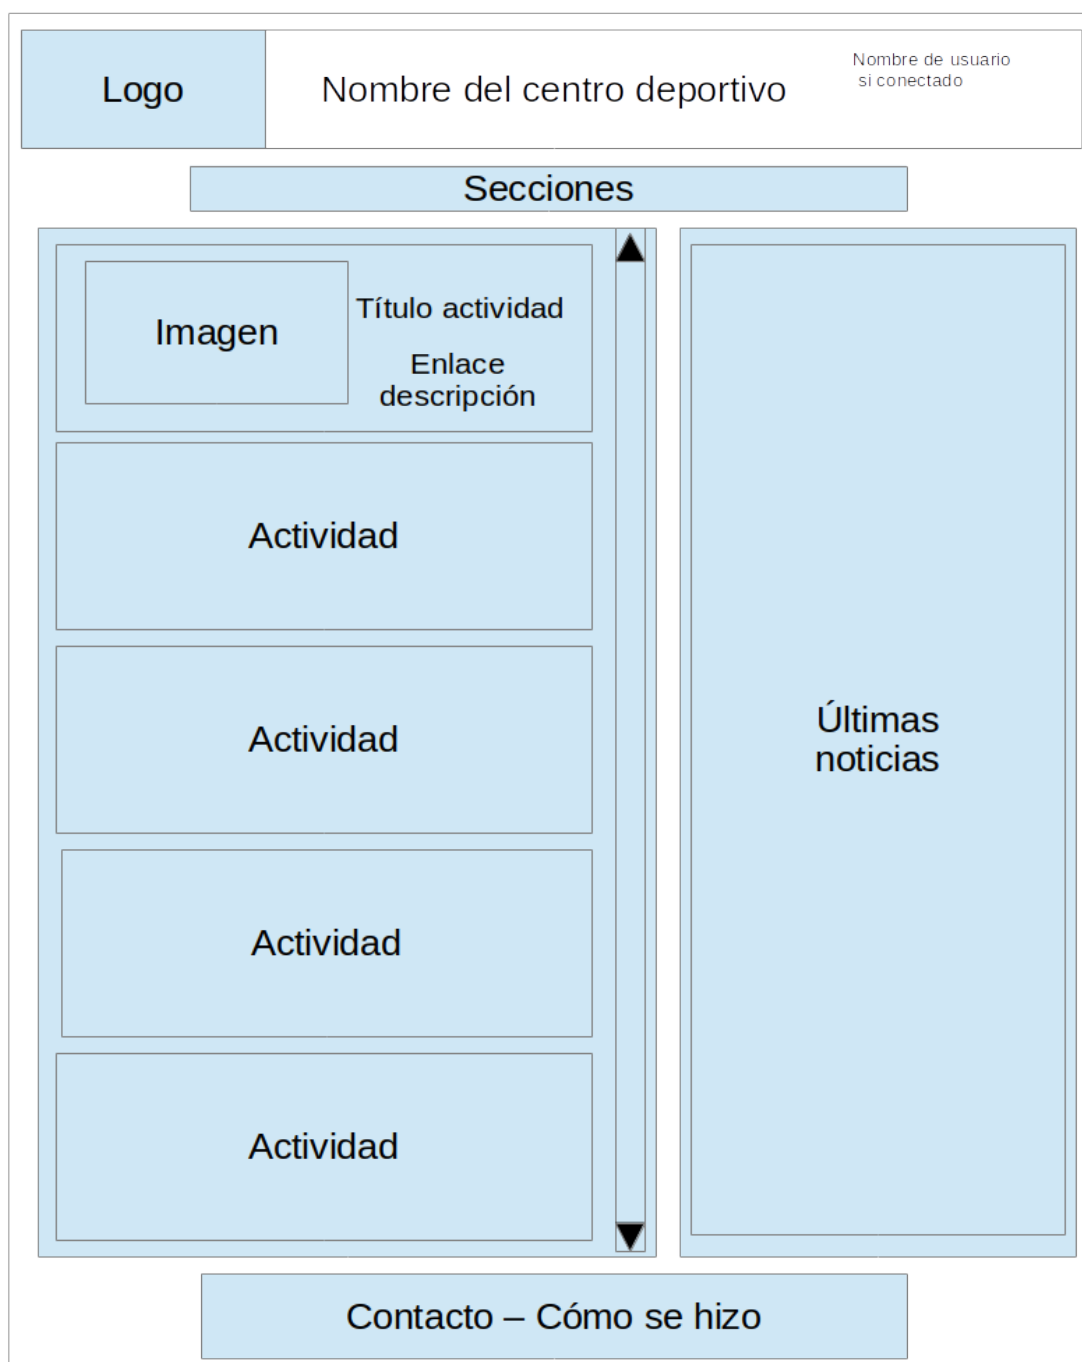 Logo
Nombre del centro deportivo
Nombre de usuario
si conectado
Secciones
Imagen
Título actividad
Enlace
descripción
Actividad
Actividad
Actividad
Actividad
Últimas
noticias
Contacto – Cómo se hizo